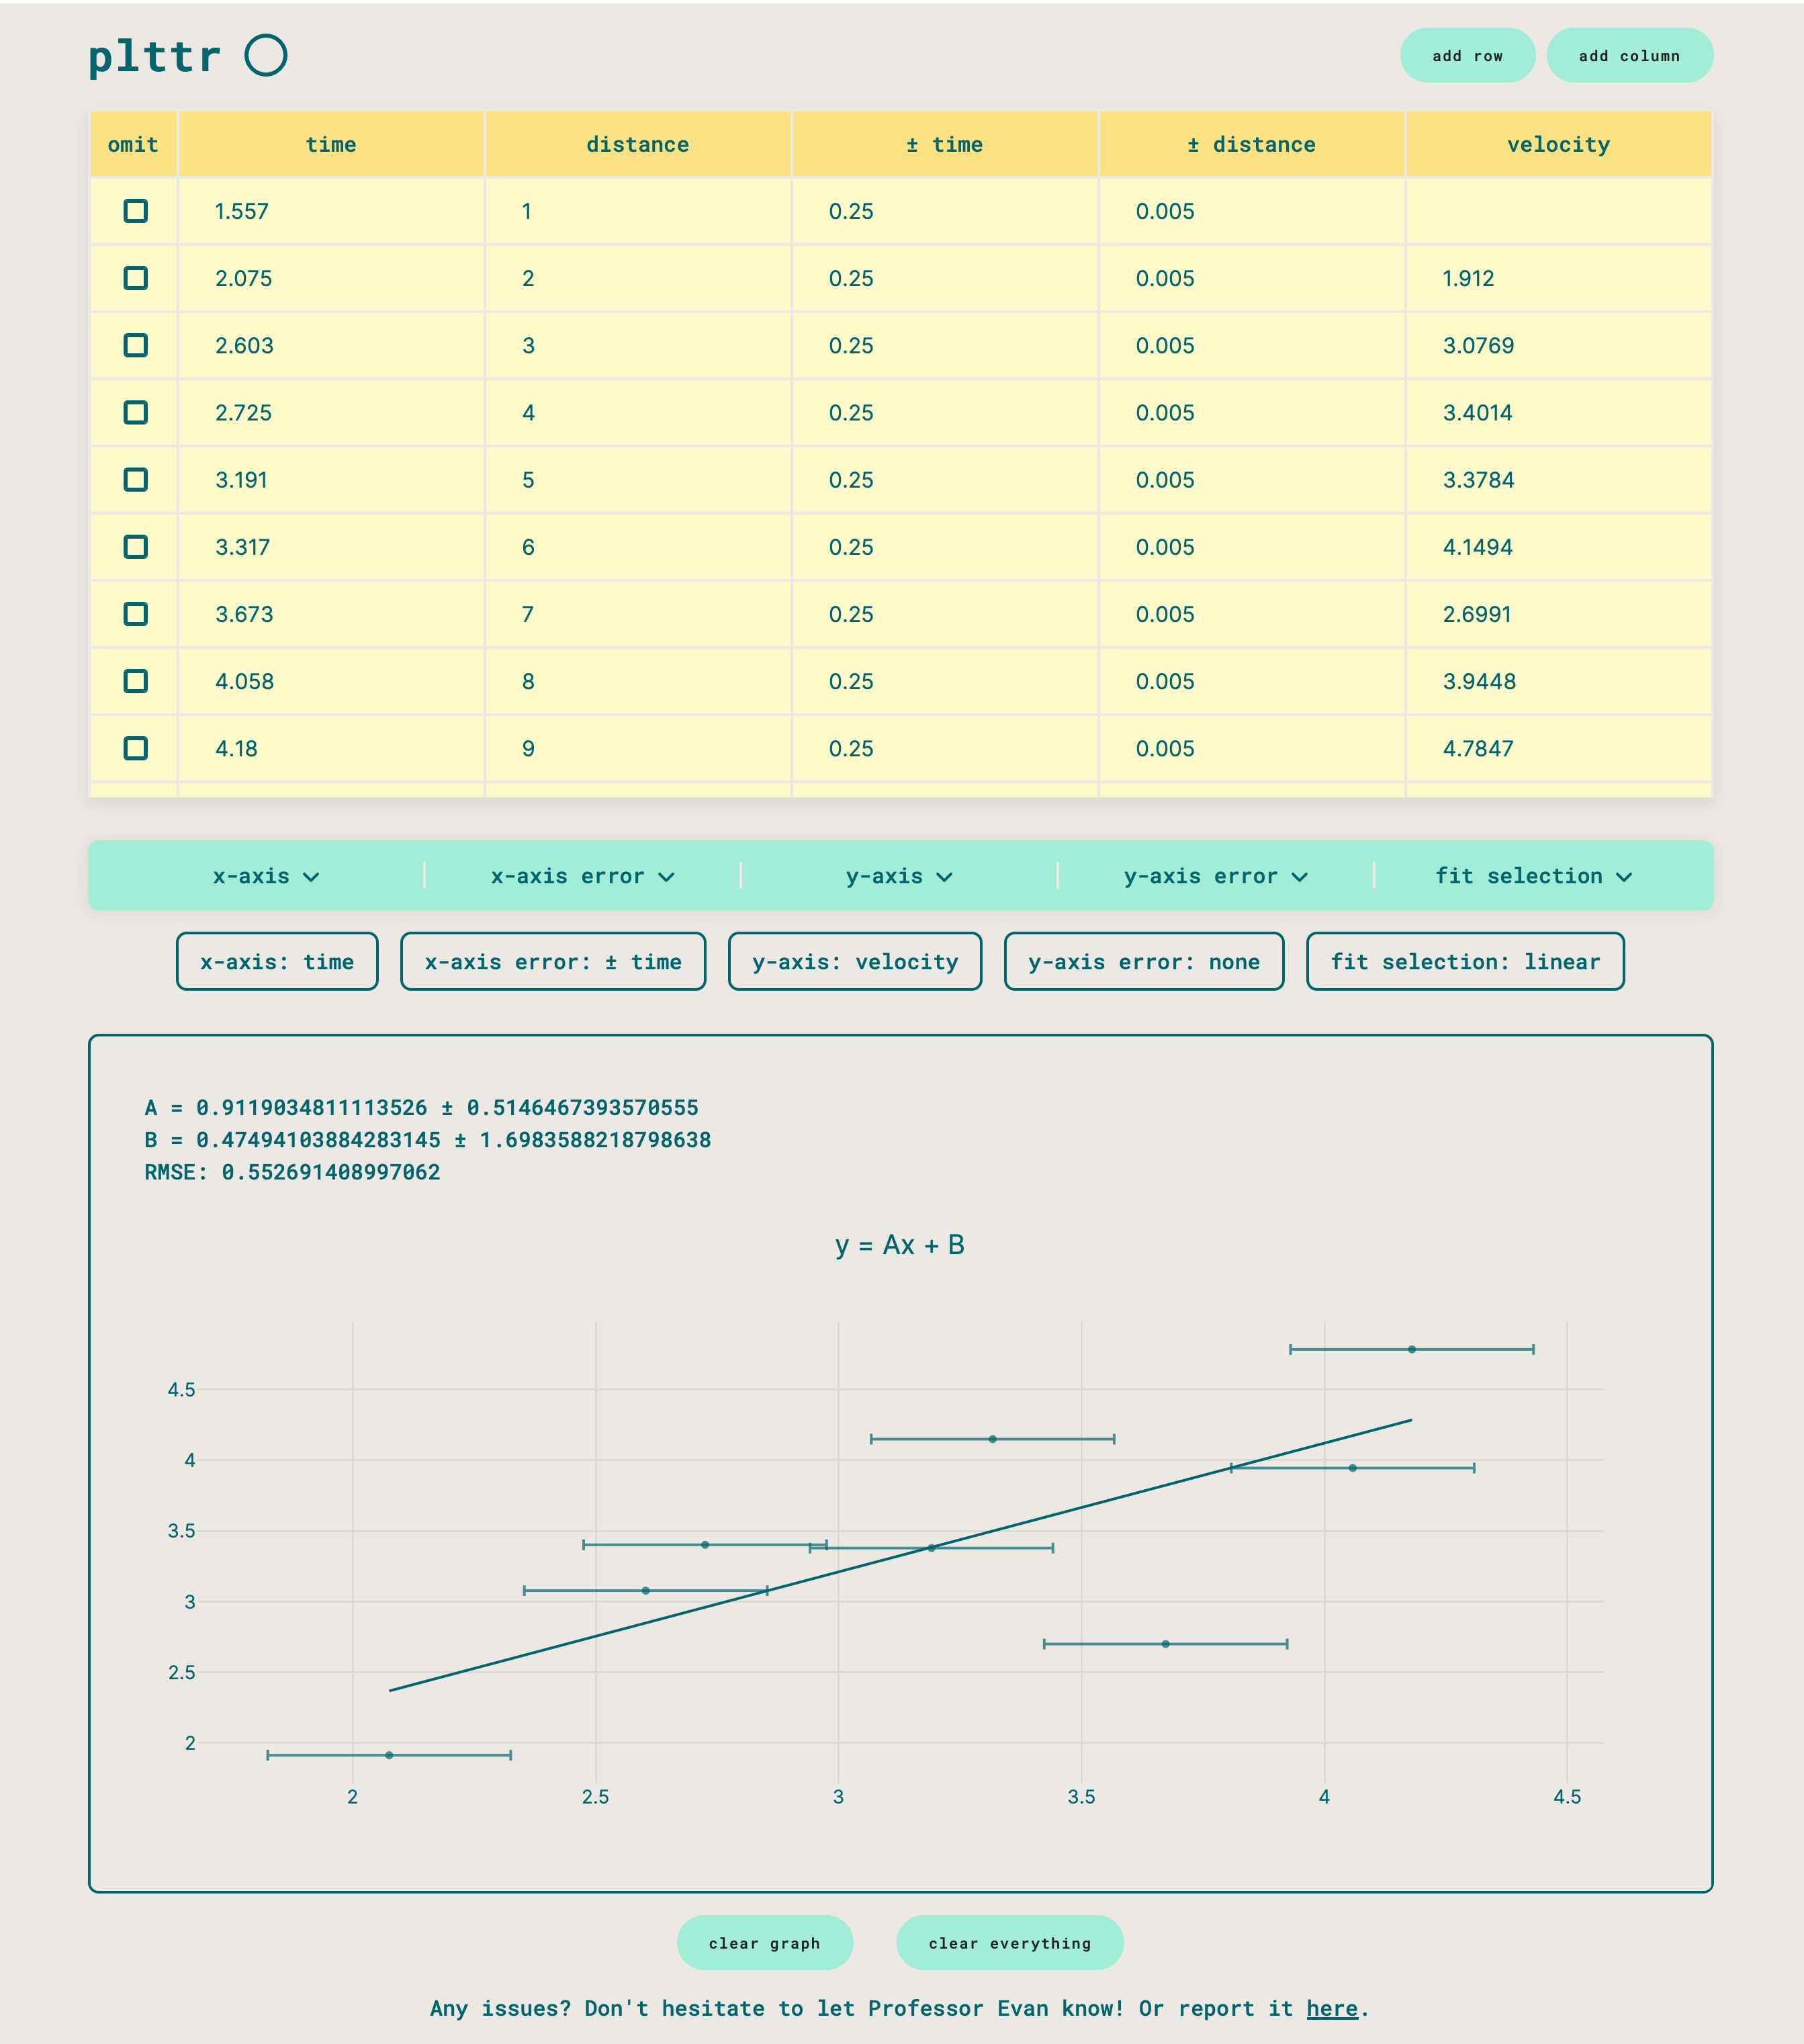 plttr
add row add column
omit time distance ± time ± distance velocity
1.557 1 0.25 0.005
2.075 2 0.25 0.005 1.912
2.603 3 0.25 0.005 3.0769
2.725 4 0.25 0.005 3.4014
3.191 5 0.25 0.005 3.3784
3.317 6 0.25 0.005 4.1494
3.673 7 0.25 0.005 2.6991
4.058 8 0.25 0.005 3.9448
4.18 9 0.25 0.005 4.7847
x-axis x-axis error y-axis y-axis error fit selection
x-axis: time x-axis error: ± time y-axis: velocity y-axis error: none fit selection: linear
A = 0.9119034811113526 ± 0.5146467393570555
B = 0.47494103884283145 ± 1.6983588218798638
RMSE: 0.552691408997062
y = Ax + B
4.5
4
3.5
3
2.5
2
2 2.5 3 3.5 4 4.5
clear graph clear everything
Any issues? Don't hesitate to let Professor Evan know! Or report it here.